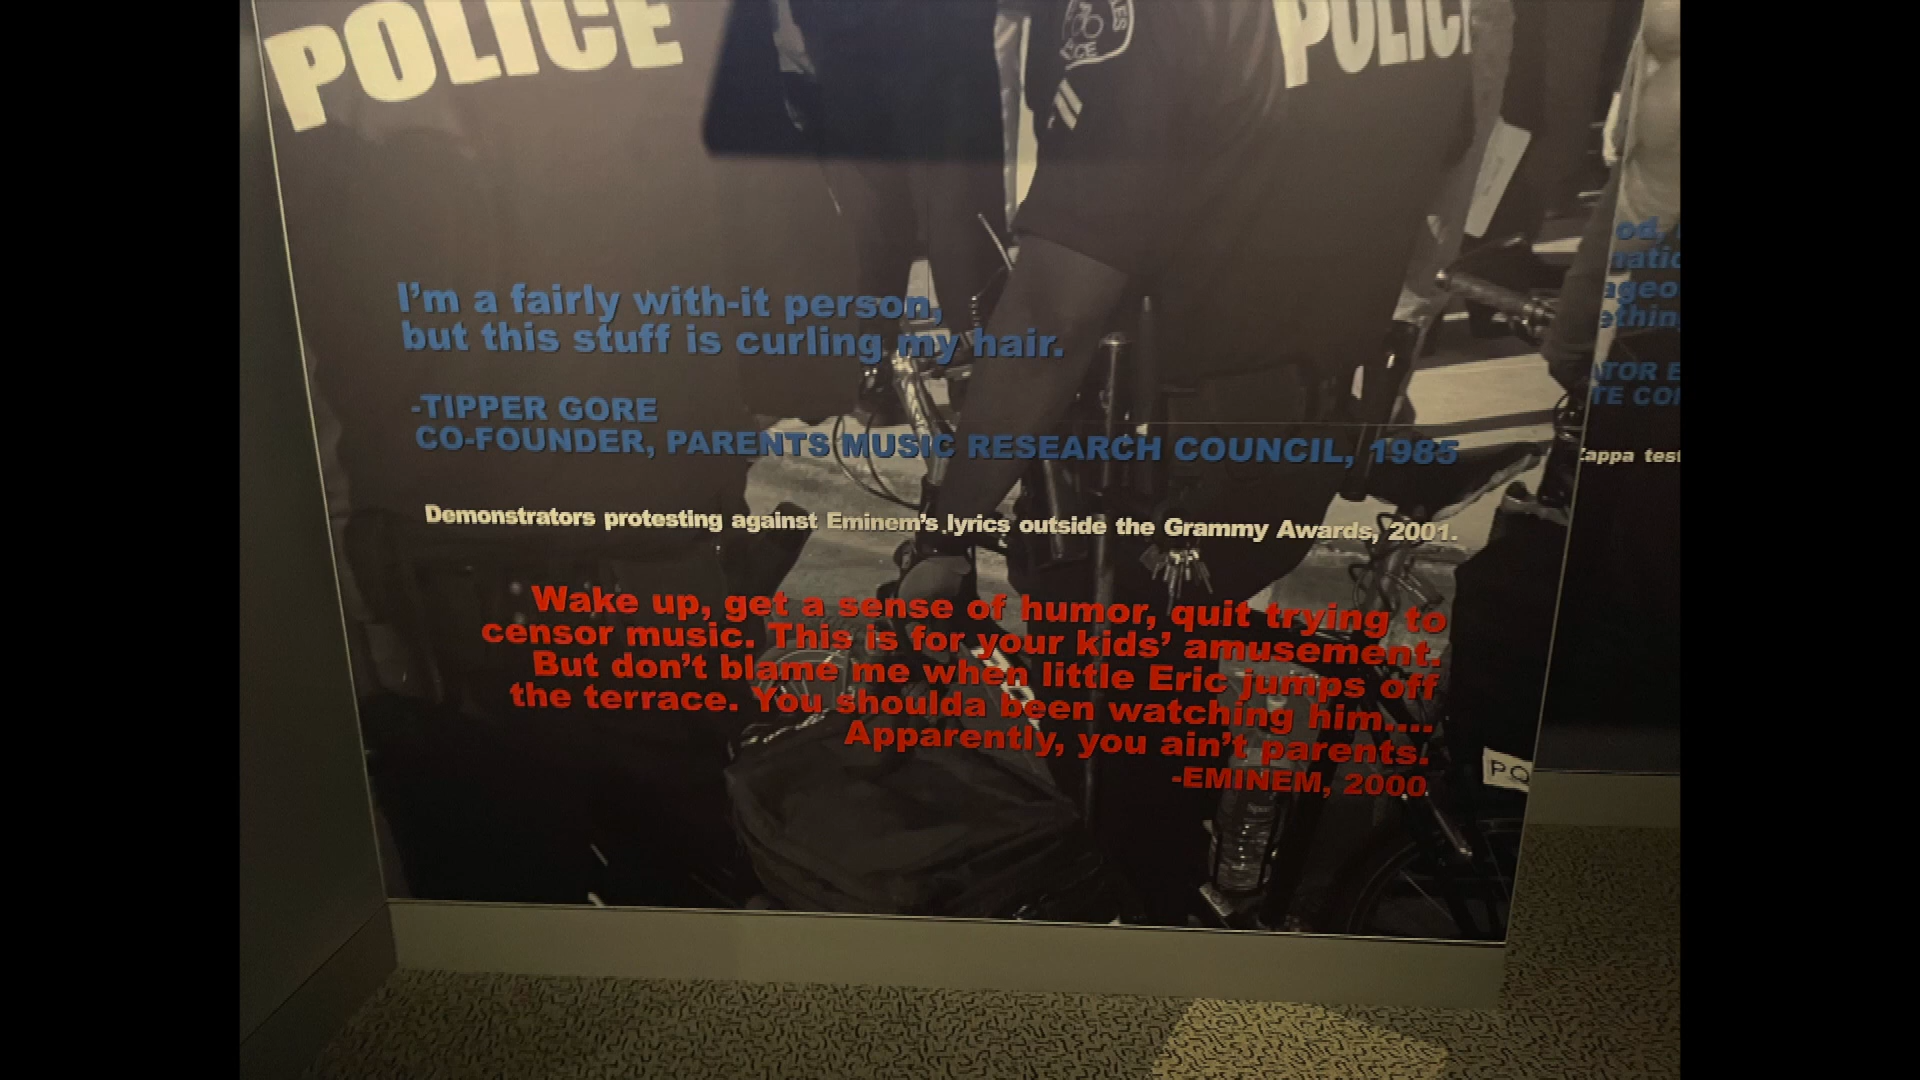 POLICE
POLIC
I'm a fairly with-it person,
but this stuff is curling my hair.
-TIPPER GORE
CO-FOUNDER, PARENTS MUSIC RESEARCH COUNCIL, 1985
Demonstrators protesting against Eminem's lyrics outside the Grammy Awards, 2001.
Wake up, get a sense of humor, quit trying to
censor music. This is for your kids' amusement.
But don't blame me when little Eric jumps off
the terrace. You shoulda been watching him....
Apparently, you ain't parents.
-EMINEM, 2000
PO
Zappa